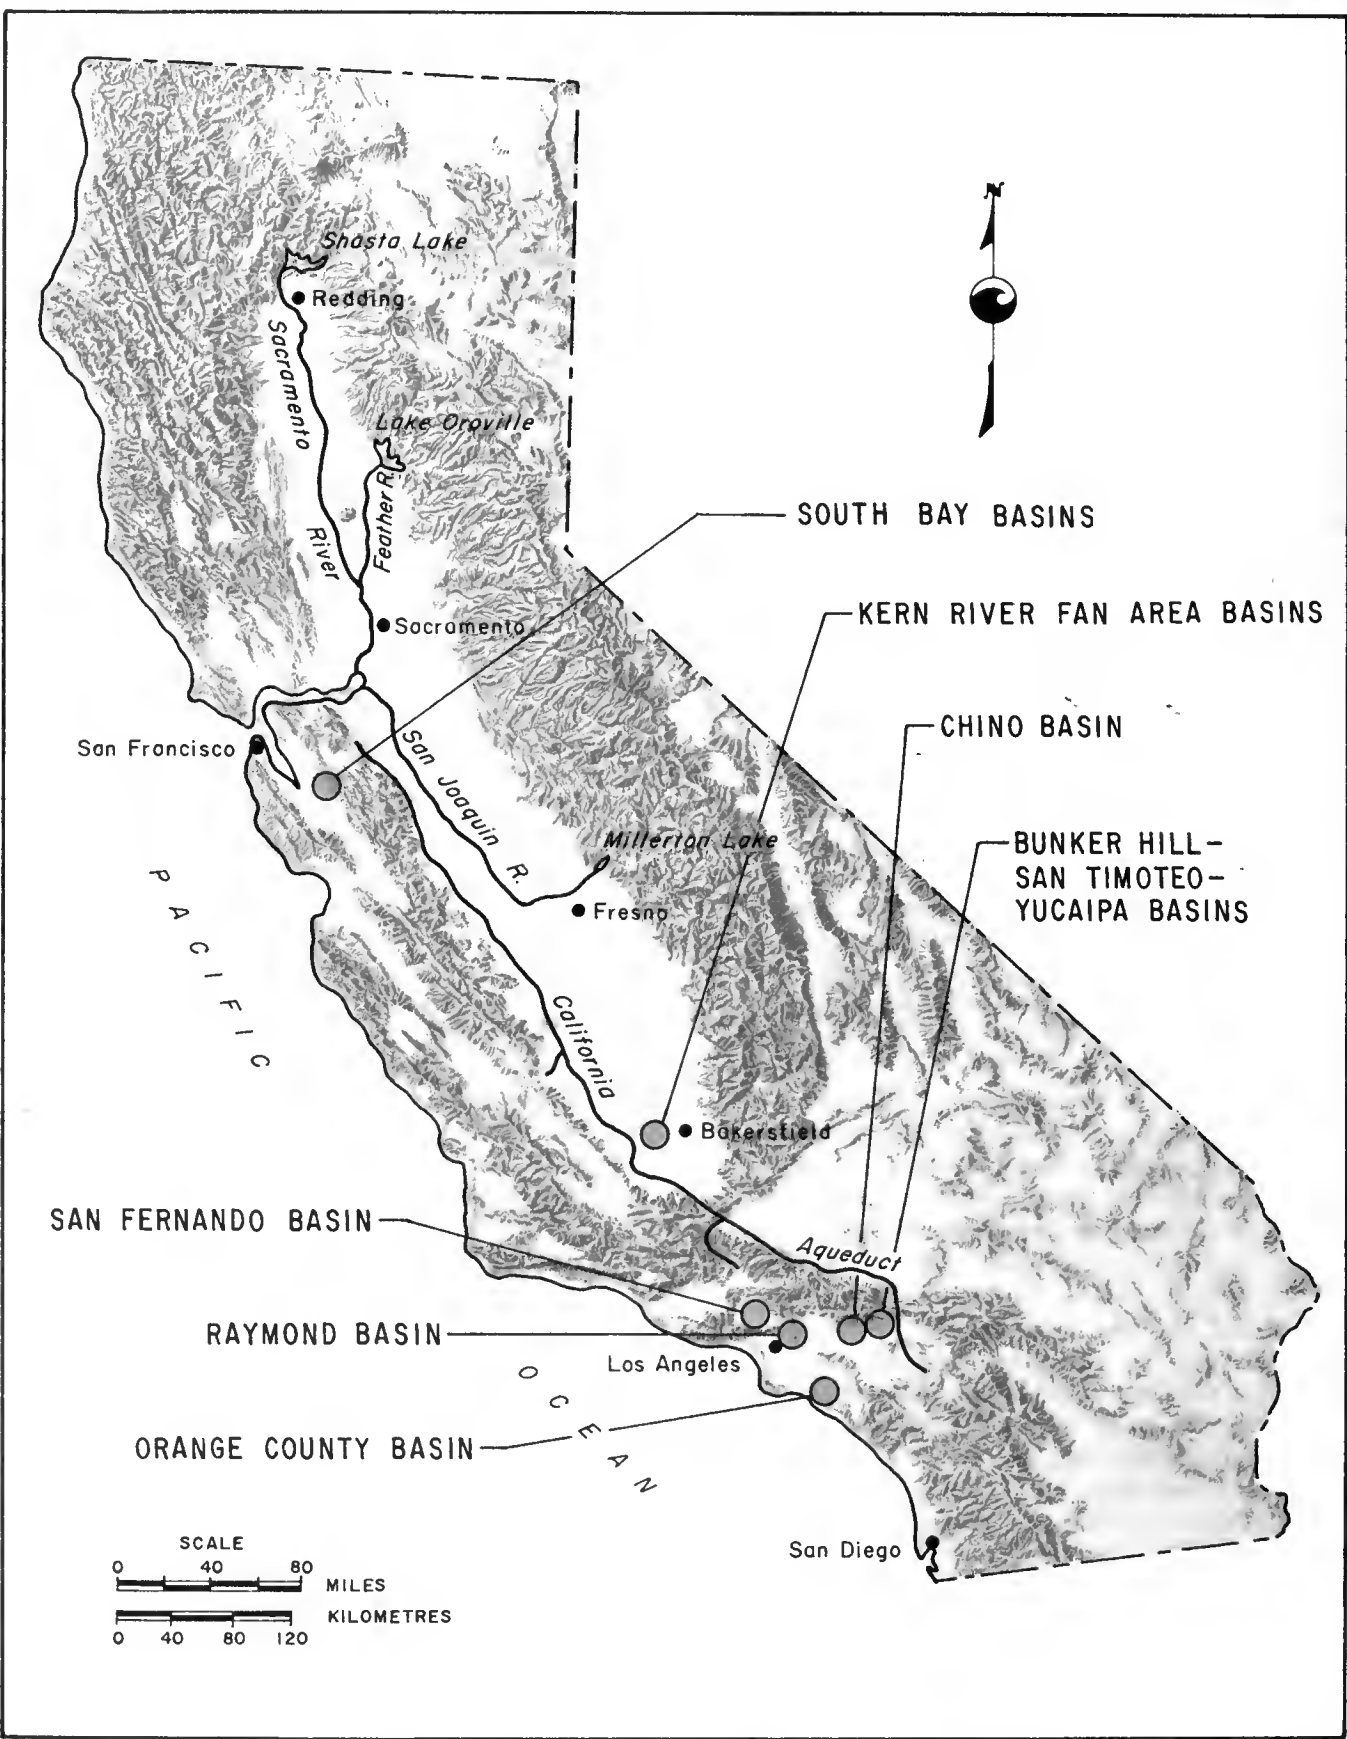 N
Shasta Lake
Redding
Sacramento
River
Lake Oroville
Feather R.
SOUTH BAY BASINS
KERN RIVER FAN AREA BASINS
Sacramento
CHINO BASIN
San Francisco
San Joaquin R.
Millerton Lake
BUNKER HILL-
SAN TIMOTEO-
YUCAIPA BASINS
Fresno
PACIFIC
California
Bakersfield
SAN FERNANDO BASIN
Aqueduct
RAYMOND BASIN
Los Angeles
OCEAN
ORANGE COUNTY BASIN
San Diego
SCALE
0 40 80
MILES
KILOMETRES
0 40 80 120